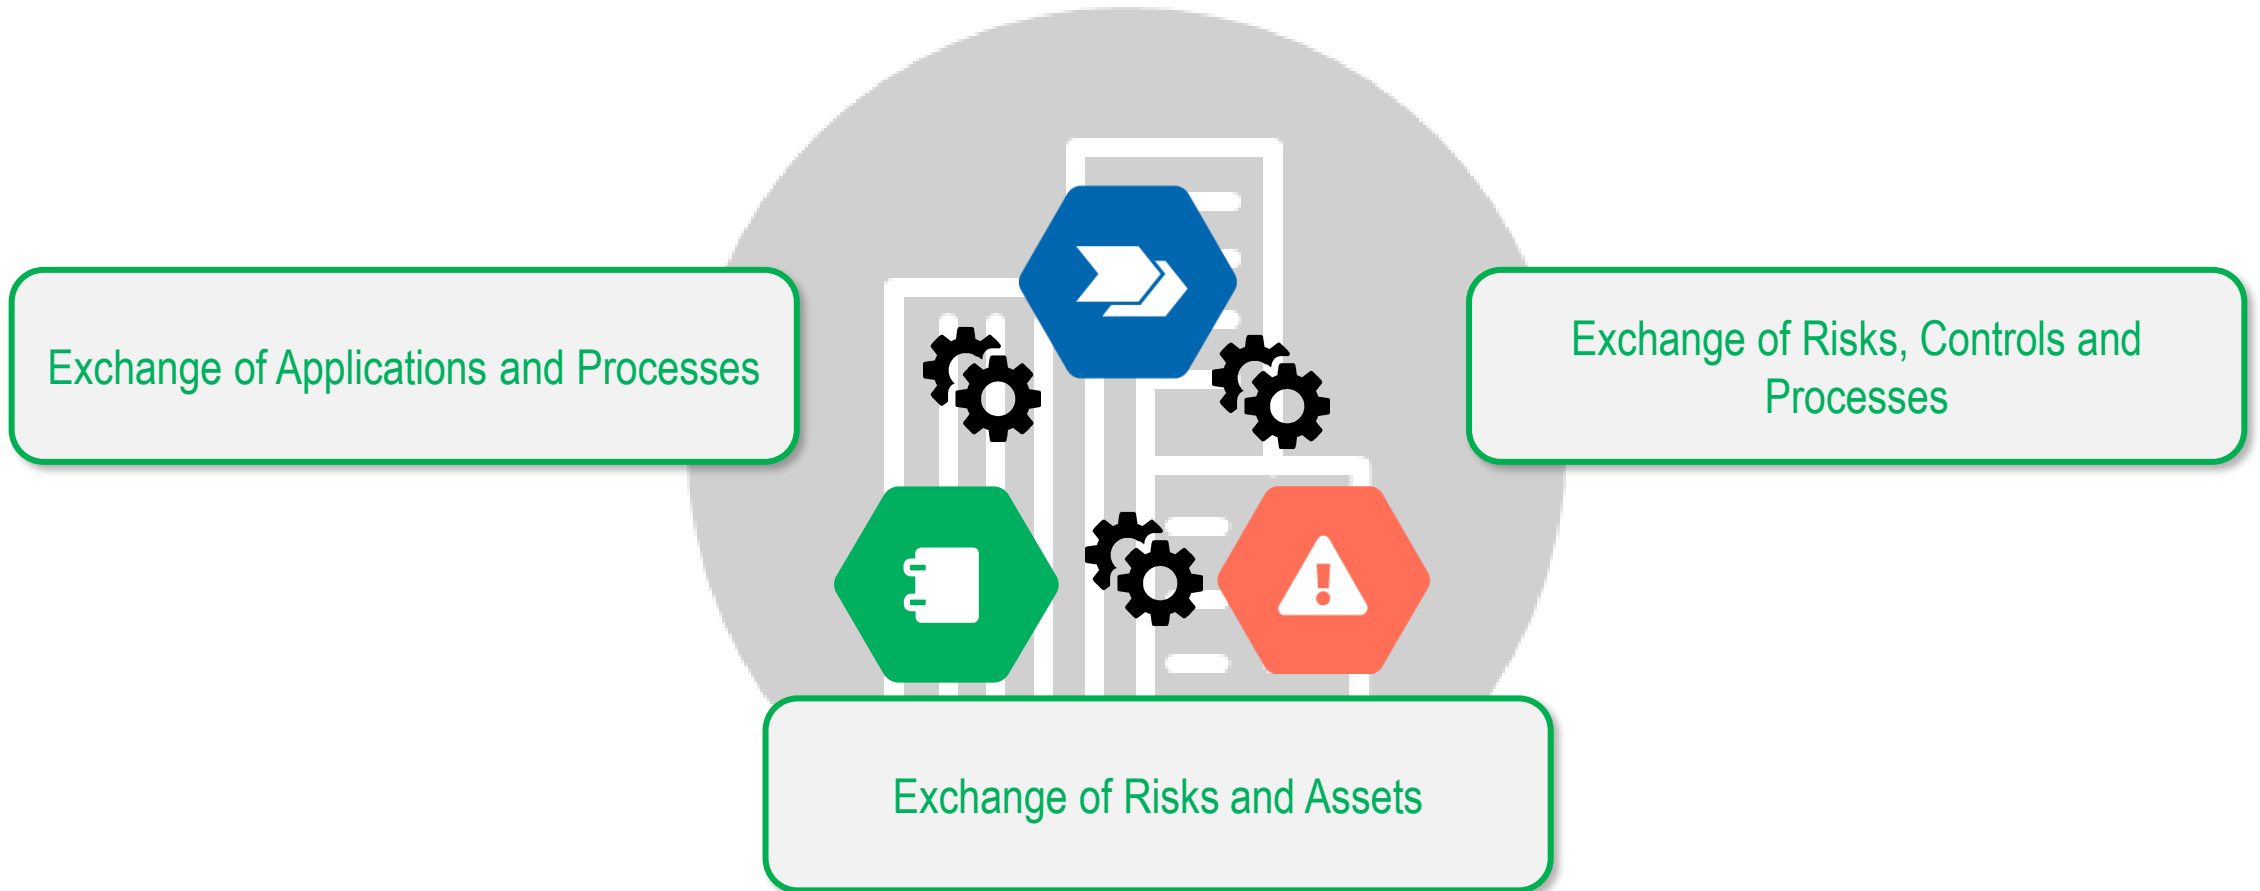 Exchange of Applications and Processes
Exchange of Risks, Controls and
Processes
Exchange of Risks and Assets